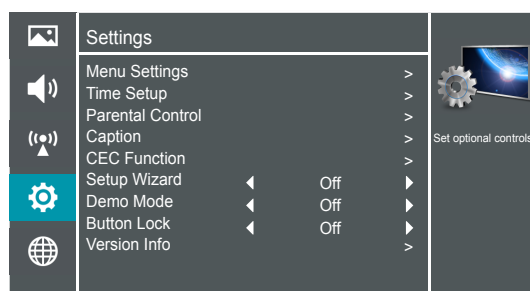 Settings
Menu Settings >
Time Setup >
Parental Control >
Caption >
CEC Function >
Setup Wizard Off
Demo Mode Off
Button Lock Off
Version Info >
Set optional controls